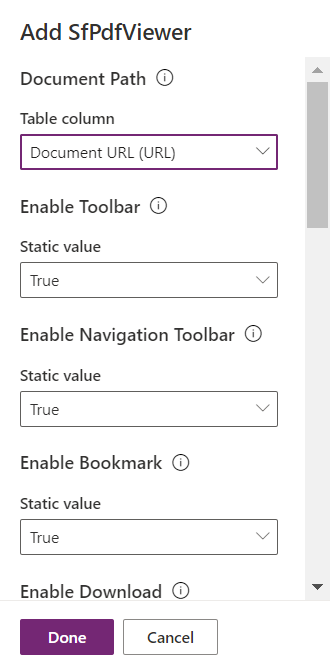 Add SfPdfViewer
Document Path
Table column
Document URL (URL)
Enable Toolbar
Static value
True
Enable Navigation Toolbar
Static value
True
Enable Bookmark
Static value
True
Enable Download
Done
Cancel